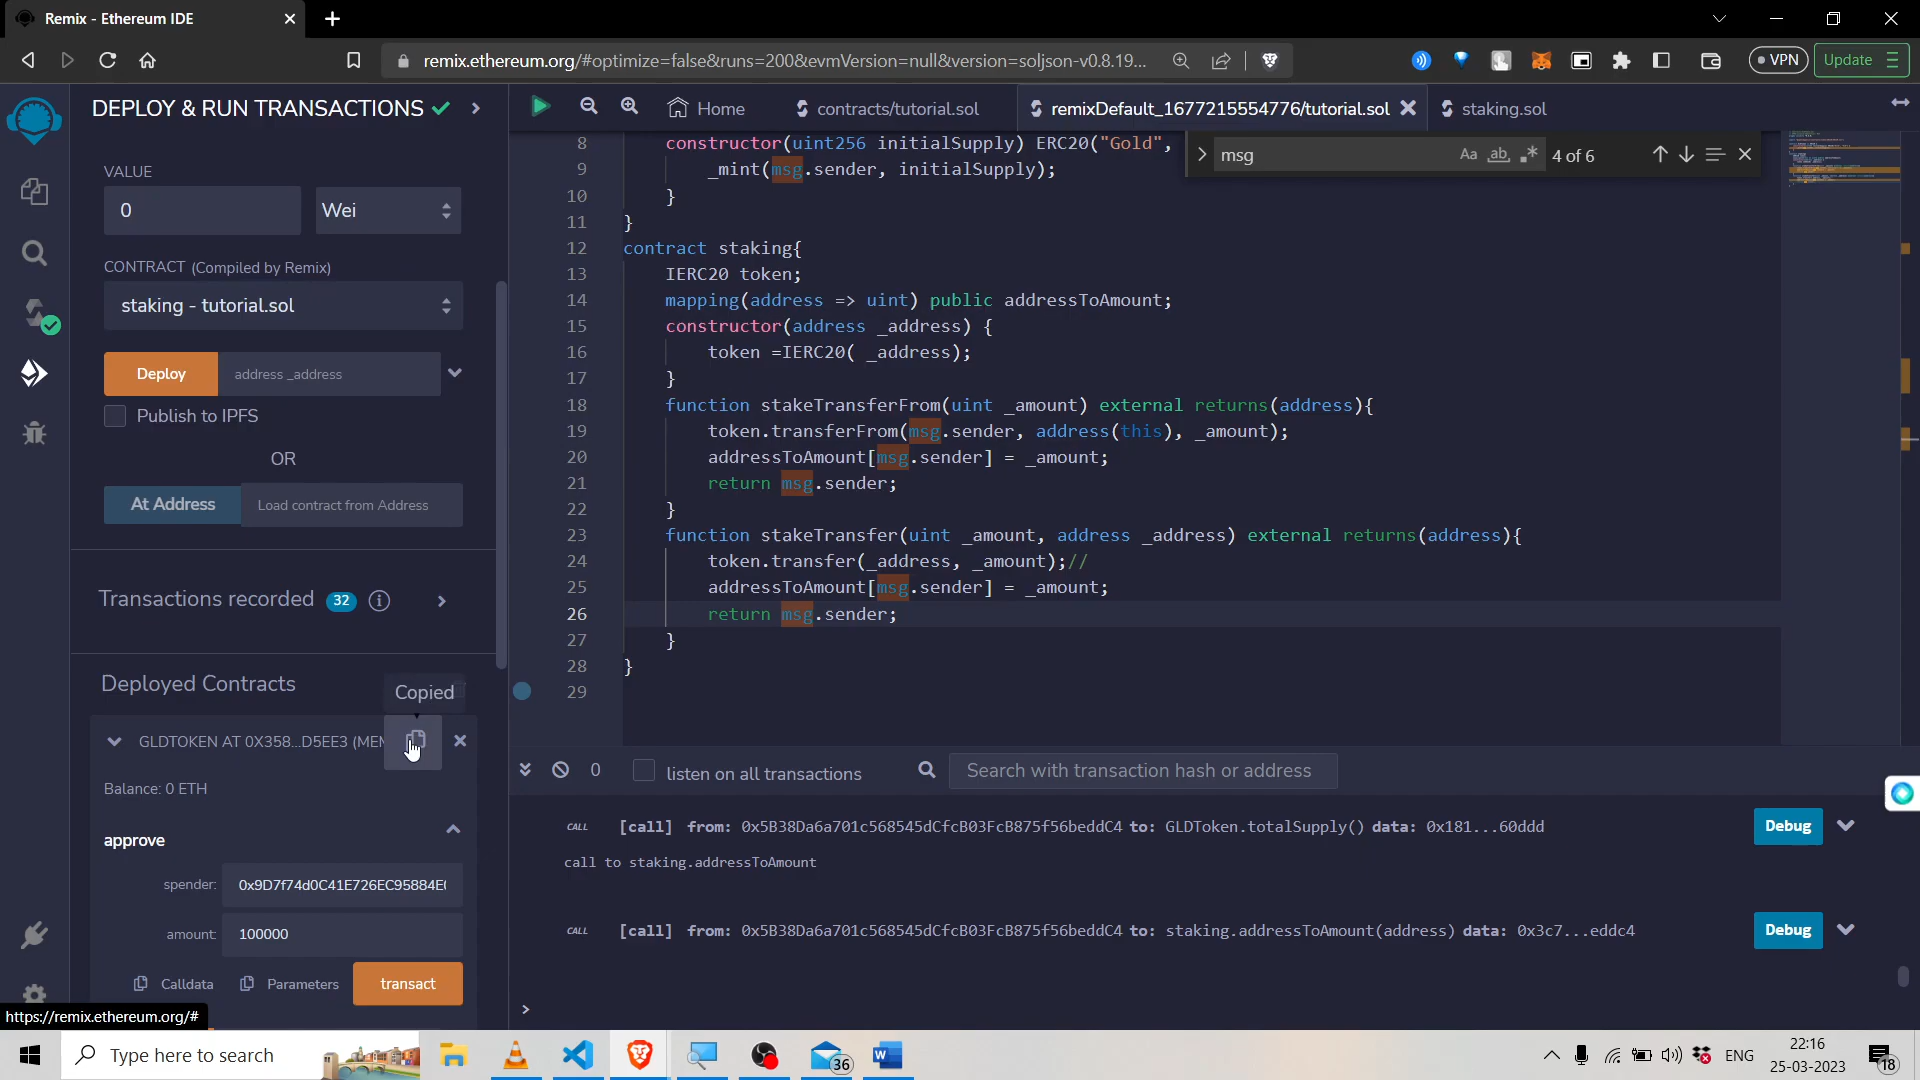 Remix - Ethereum IDE
remix.ethereum.org/#optimize=false&runs=200&evmVersion=null&version=soljson-v0.8.19...
VPN
Update
DEPLOY & RUN TRANSACTIONS
Home
contracts/tutorial.sol
remixDefault_1677215554776/tutorial.sol
staking.sol
msg
Aa
ab
4 of 6
VALUE
0
Wei
CONTRACT (Compiled by Remix)
staking - tutorial.sol
Deploy
address _address
Publish to IPFS
OR
At Address
Load contract from Address
Transactions recorded 32 i
Deployed Contracts
Copied
GLDTOKEN AT 0X358...D5EE3 (MEM
Balance: 0 ETH
approve
spender: 0x9D7f74d0C41E726EC95884E(
amount: 100000
Calldata
Parameters
transact
https://remix.ethereum.org/#
8 constructor(uint256 initialSupply) ERC20("Gold",
9 _mint(msg.sender, initialSupply);
10 }
11 }
12 contract staking{
13 IERC20 token;
14 mapping(address => uint) public addressToAmount;
15 constructor(address _address) {
16 token =IERC20( _address);
17 }
18 function stakeTransferFrom(uint _amount) external returns(address){
19 token.transferFrom(msg.sender, address(this), _amount);
20 addressToAmount[msg.sender] = _amount;
21 return msg.sender;
22 }
23 function stakeTransfer(uint _amount, address _address) external returns(address){
24 token.transfer(_address, _amount);//
25 addressToAmount[msg.sender] = _amount;
26 return msg.sender;
27 }
28 }
29
0
listen on all transactions
Search with transaction hash or address
CALL [call] from: 0x5B38Da6a701c568545dCfcB03FcB875f56beddC4 to: GLDToken.totalSupply() data: 0x181...60ddd
Debug
call to staking.addressToAmount
CALL [call] from: 0x5B38Da6a701c568545dCfcB03FcB875f56beddC4 to: staking.addressToAmount(address) data: 0x3c7...eddc4
Debug
>
Type here to search
36
ENG
22:16
25-03-2023
18